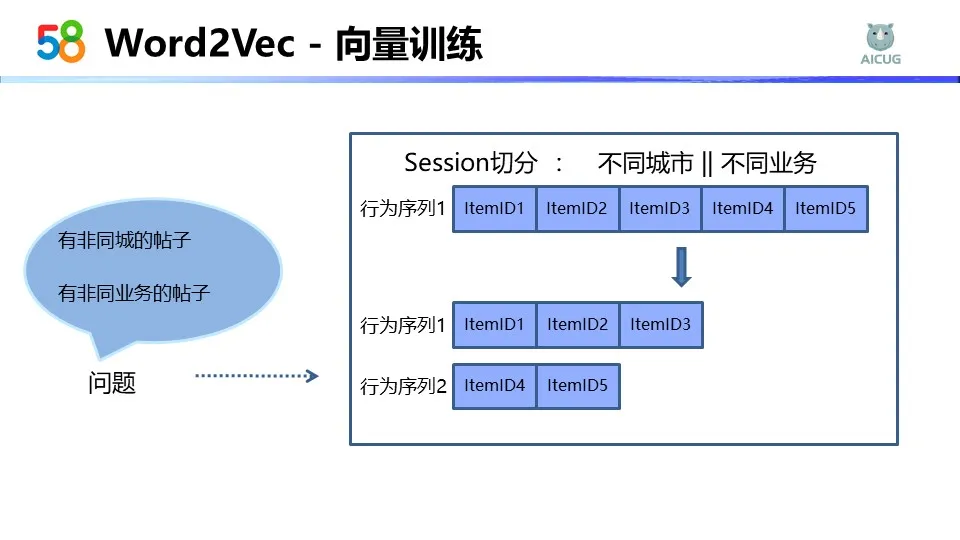 58 Word2Vec - 向量训练
AICUG
Session切分 ： 不同城市 || 不同业务
行为序列1 ItemID1 ItemID2 ItemID3 ItemID4 ItemID5
有非同城的帖子
有非同业务的帖子
行为序列1 ItemID1 ItemID2 ItemID3
问题
行为序列2 ItemID4 ItemID5